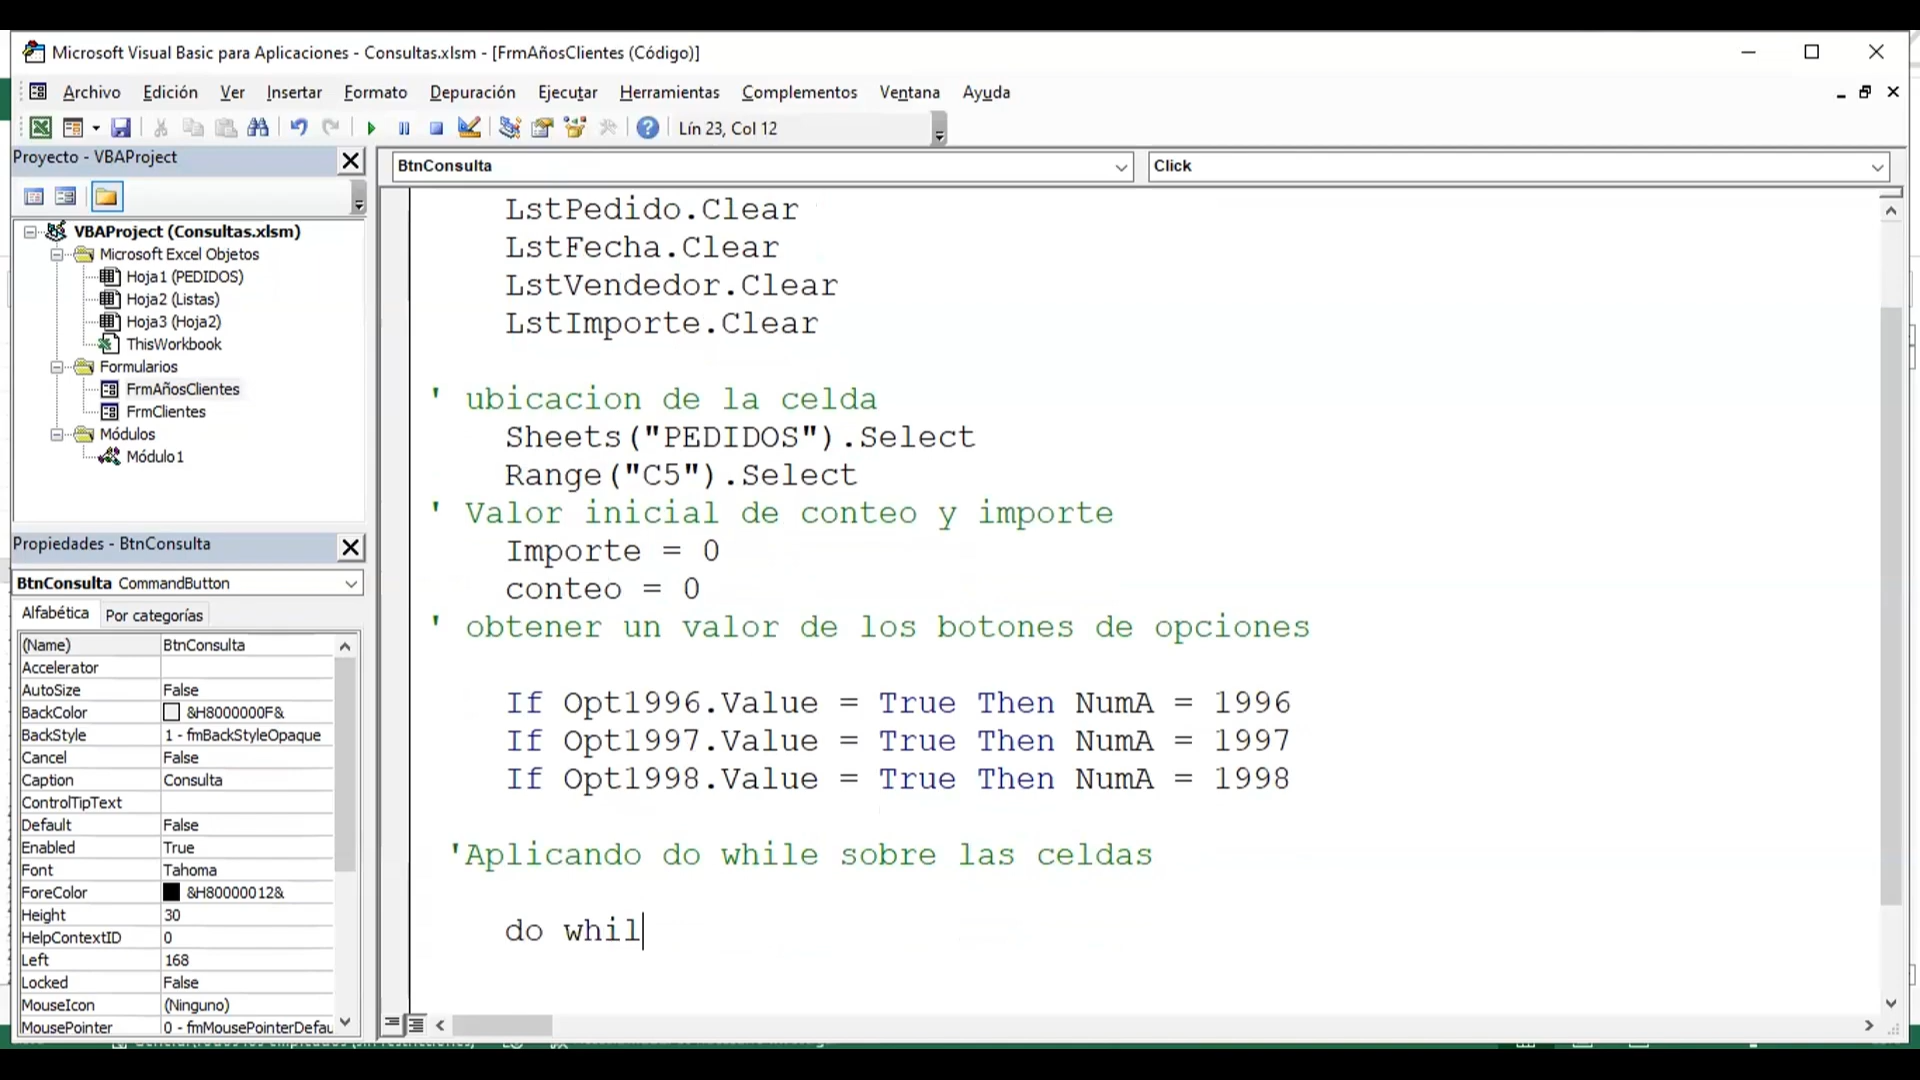 Microsoft Visual Basic para Aplicaciones - Consultas.xlsm - [FrmAñosClientes (Código)]
Archivo Edición Ver Insertar Formato Depuración Ejecutar Herramientas Complementos Ventana Ayuda
Lín 23, Col 12
Proyecto - VBAProject
VBAProject (Consultas.xlsm)
Microsoft Excel Objetos
Hoja1 (PEDIDOS)
Hoja2 (Listas)
Hoja3 (Hoja2)
ThisWorkbook
Formularios
FrmAñosClientes
FrmClientes
Módulos
Módulo1
Propiedades - BtnConsulta
BtnConsulta CommandButton
Alfabética Por categorías
(Name) BtnConsulta
Accelerator
AutoSize False
BackColor &H8000000F&
BackStyle 1 - fmBackStyleOpaque
Cancel False
Caption Consulta
ControlTipText
Default False
Enabled True
Font Tahoma
ForeColor &H80000012&
Height 30
HelpContextID 0
Left 168
Locked False
MouseIcon (Ninguno)
MousePointer 0 - fmMousePointerDefau
BtnConsulta Click
LstPedido.Clear
LstFecha.Clear
LstVendedor.Clear
LstImporte.Clear
' ubicacion de la celda
Sheets("PEDIDOS").Select
Range("C5").Select
' Valor inicial de conteo y importe
Importe = 0
conteo = 0
' obtener un valor de los botones de opciones
If Opt1996.Value = True Then NumA = 1996
If Opt1997.Value = True Then NumA = 1997
If Opt1998.Value = True Then NumA = 1998
'Aplicando do while sobre las celdas
do whil